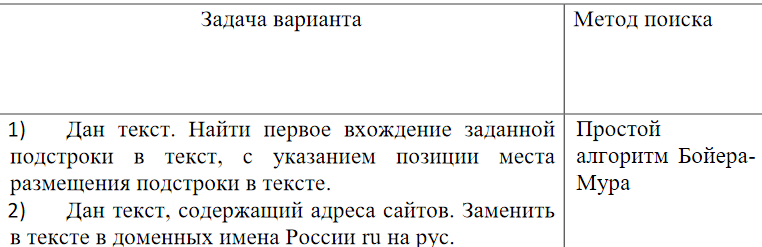 Задача варианта
Метод поиска
1) Дан текст. Найти первое вхождение заданной
подстроки в текст, с указанием позиции места
размещения подстроки в тексте.
2) Дан текст, содержащий адреса сайтов. Заменить
в тексте в доменных имена России ru на рус.
Простой
алгоритм Бойера-
Мура